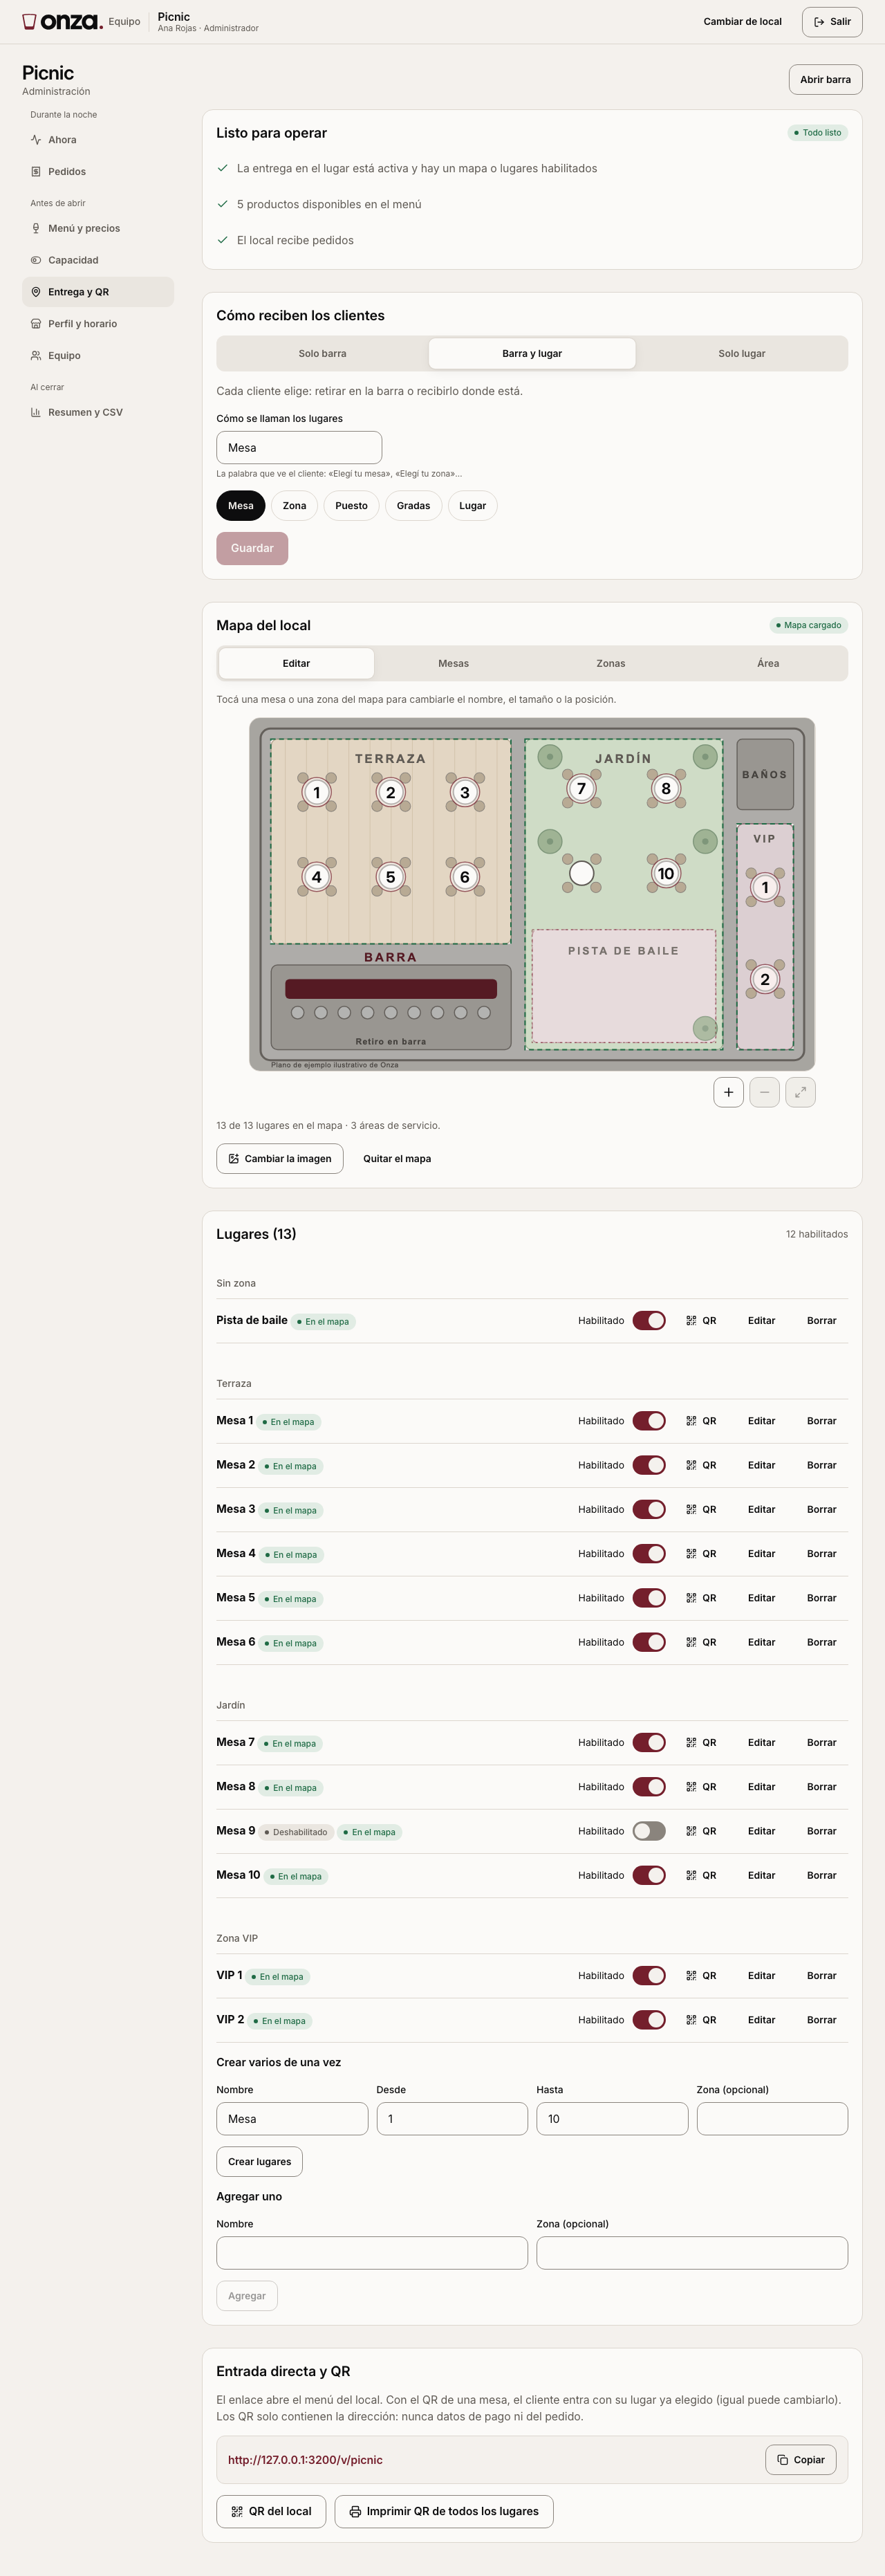 onza. Equipo
Picnic
Ana Rojas · Administrador
Cambiar de local
Salir
Picnic
Administración
Abrir barra
Durante la noche
Ahora
Pedidos
Antes de abrir
Menú y precios
Capacidad
Entrega y QR
Perfil y horario
Equipo
Al cerrar
Resumen y CSV
Listo para operar
Todo listo
La entrega en el lugar está activa y hay un mapa o lugares habilitados
5 productos disponibles en el menú
El local recibe pedidos
Cómo reciben los clientes
Solo barra
Barra y lugar
Solo lugar
Cada cliente elige: retirar en la barra o recibirlo donde está.
Cómo se llaman los lugares
Mesa
La palabra que ve el cliente: «Elegí tu mesa», «Elegí tu zona»…
Mesa
Zona
Puesto
Gradas
Lugar
Guardar
Mapa del local
Mapa cargado
Editar
Mesas
Zonas
Área
Tocá una mesa o una zona del mapa para cambiarle el nombre, el tamaño o la posición.
TERRAZA
1
2
3
4
5
6
JARDÍN
7
8
10
PISTA DE BAILE
BAÑOS
VIP
1
2
BARRA
Retiro en barra
Plano de ejemplo ilustrativo de Onza
13 de 13 lugares en el mapa · 3 áreas de servicio.
Cambiar la imagen
Quitar el mapa
Lugares (13)
12 habilitados
Sin zona
Pista de baile En el mapa Habilitado QR Editar Borrar
Terraza
Mesa 1 En el mapa Habilitado QR Editar Borrar
Mesa 2 En el mapa Habilitado QR Editar Borrar
Mesa 3 En el mapa Habilitado QR Editar Borrar
Mesa 4 En el mapa Habilitado QR Editar Borrar
Mesa 5 En el mapa Habilitado QR Editar Borrar
Mesa 6 En el mapa Habilitado QR Editar Borrar
Jardín
Mesa 7 En el mapa Habilitado QR Editar Borrar
Mesa 8 En el mapa Habilitado QR Editar Borrar
Mesa 9 Deshabilitado En el mapa Habilitado QR Editar Borrar
Mesa 10 En el mapa Habilitado QR Editar Borrar
Zona VIP
VIP 1 En el mapa Habilitado QR Editar Borrar
VIP 2 En el mapa Habilitado QR Editar Borrar
Crear varios de una vez
Nombre Desde Hasta Zona (opcional)
Mesa 1 10
Crear lugares
Agregar uno
Nombre Zona (opcional)
Agregar
Entrada directa y QR
El enlace abre el menú del local. Con el QR de una mesa, el cliente entra con su lugar ya elegido (igual puede cambiarlo).
Los QR solo contienen la dirección: nunca datos de pago ni del pedido.
http://127.0.0.1:3200/v/picnic
Copiar
QR del local
Imprimir QR de todos los lugares